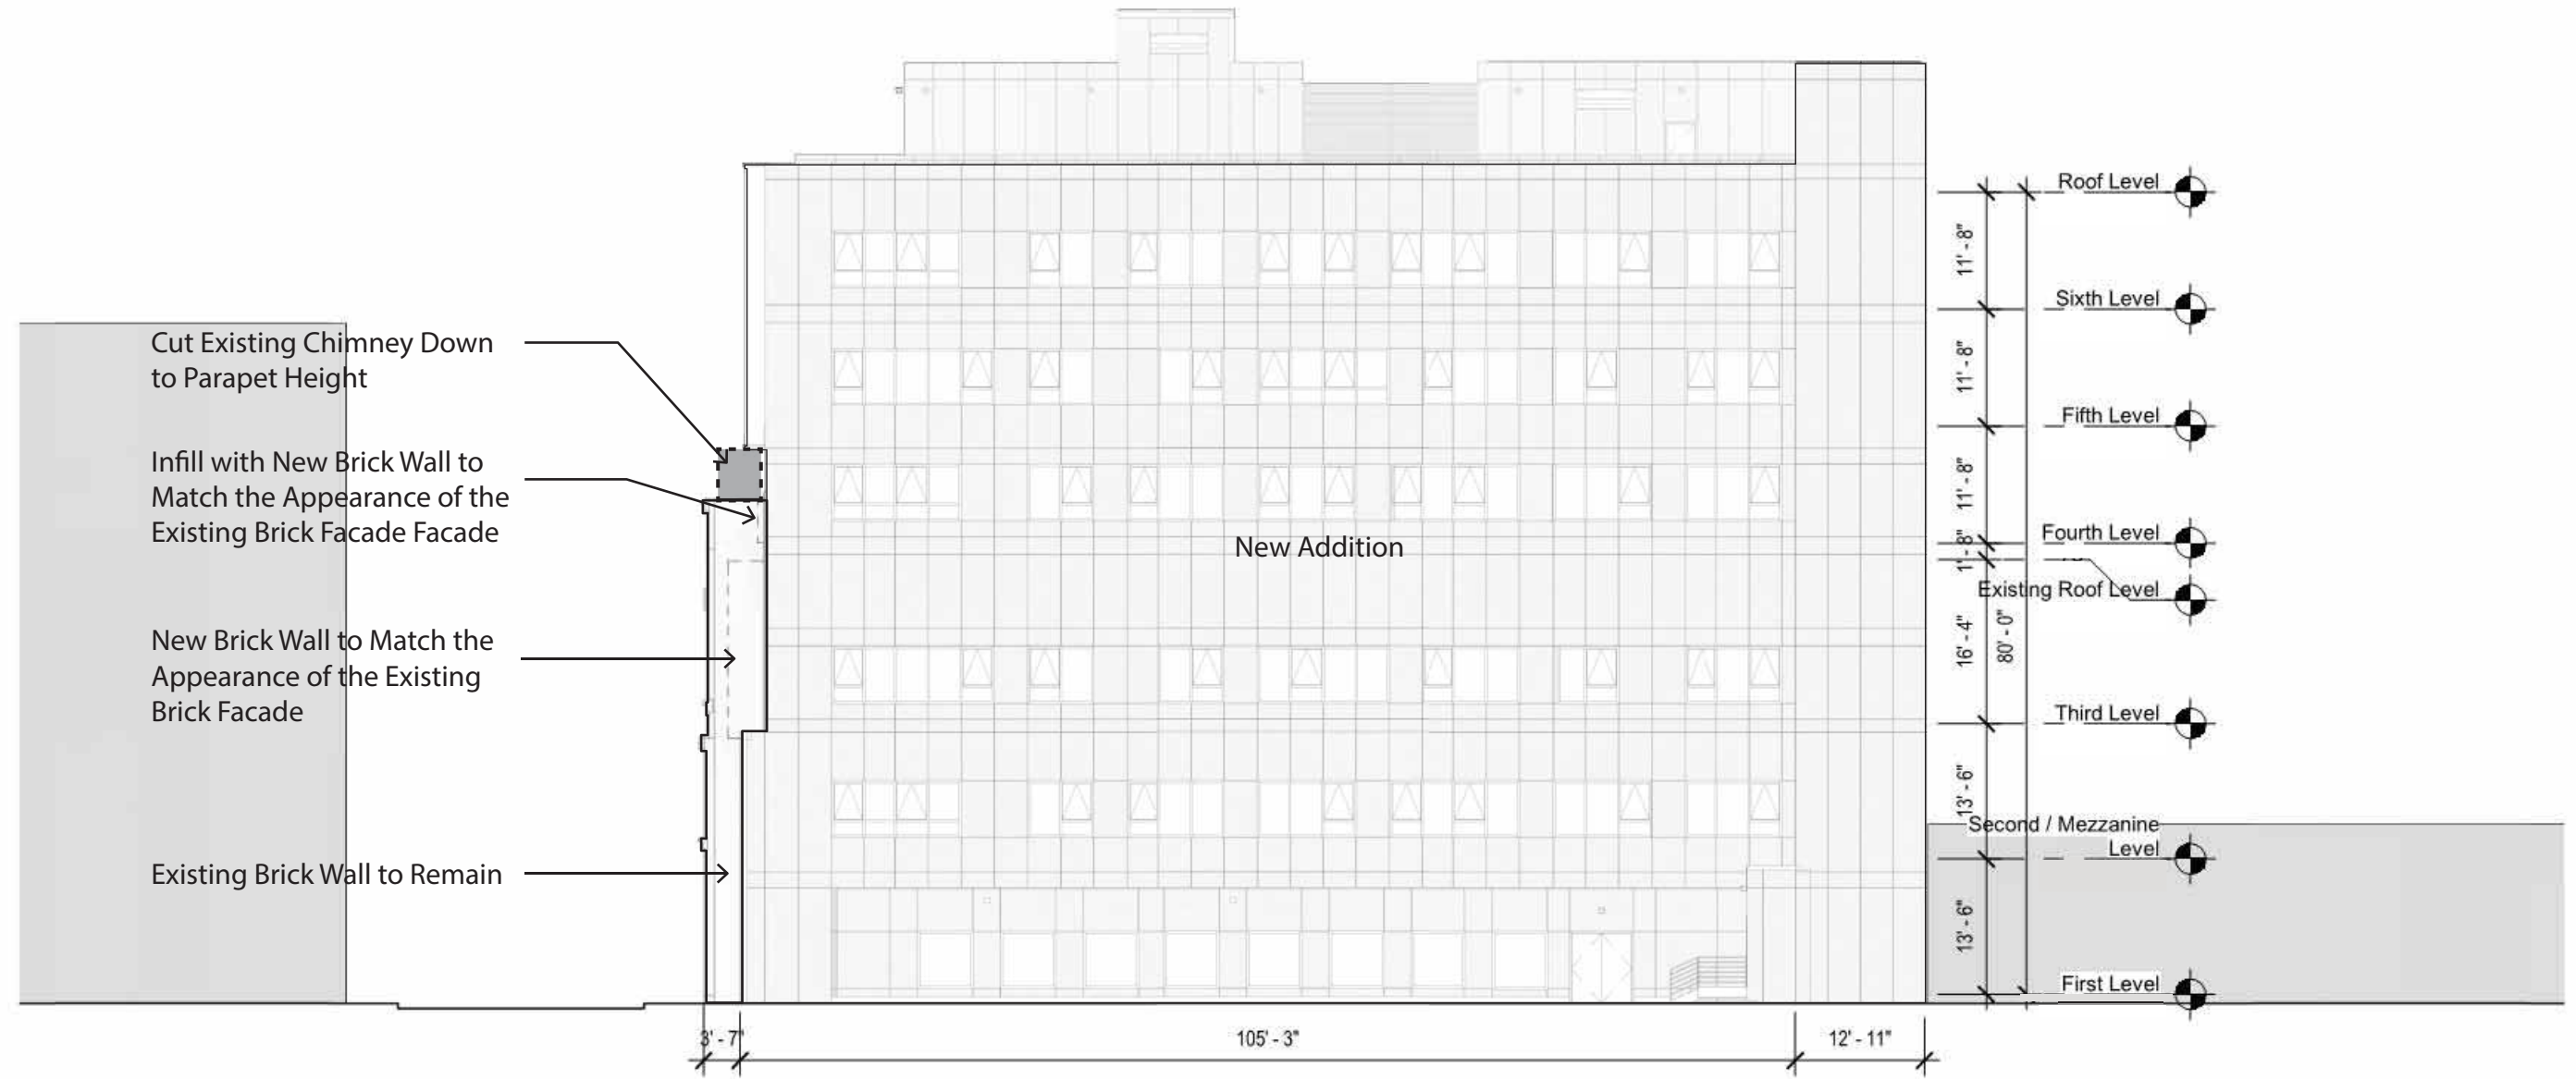 Cut Existing Chimney Down
to Parapet Height
Infill with New Brick Wall to
Match the Appearance of the
Existing Brick Facade Facade
New Brick Wall to Match the
Appearance of the Existing
Brick Facade
Existing Brick Wall to Remain
New Addition
Roof Level
11' - 8"
Sixth Level
11' - 8"
Fifth Level
11' - 8"
Fourth Level
1' - 8"
Existing Roof Level
16' - 4"
80' - 0"
Third Level
13' - 6"
Second / Mezzanine
Level
13' - 6"
First Level
3' - 7"
105' - 3"
12' - 11"